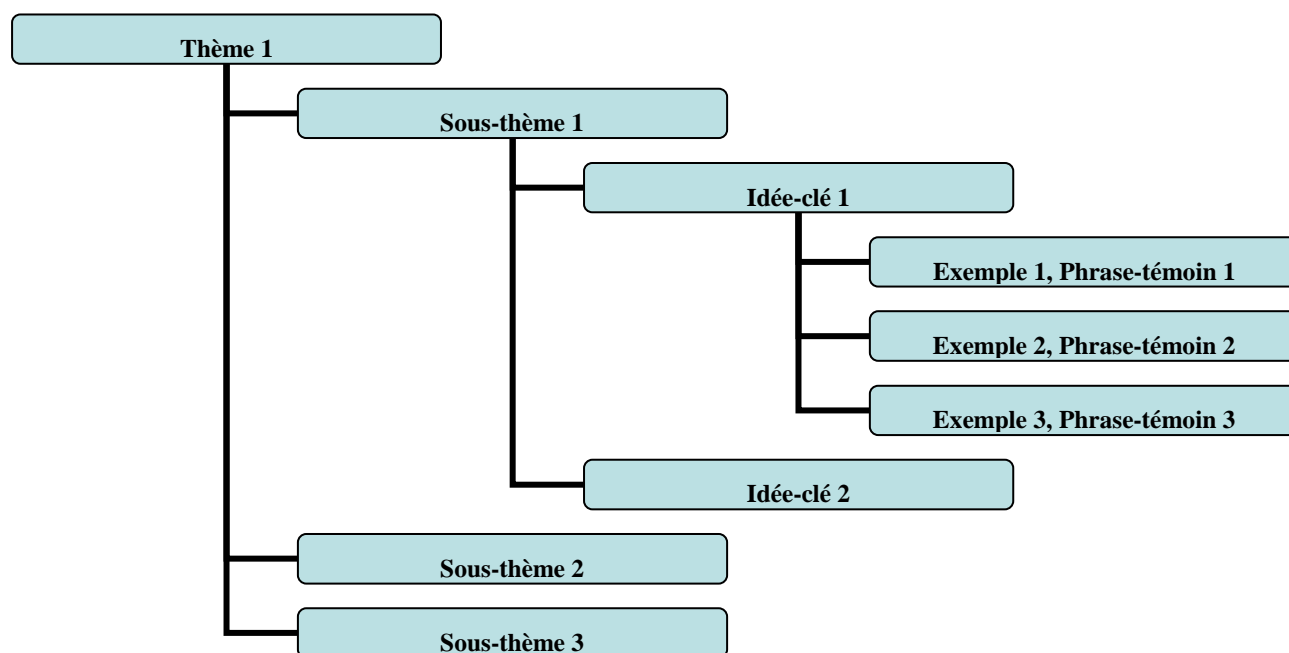 Thème 1
Sous-thème 1
Idée-clé 1
Exemple 1, Phrase-témoin 1
Exemple 2, Phrase-témoin 2
Exemple 3, Phrase-témoin 3
Idée-clé 2
Sous-thème 2
Sous-thème 3